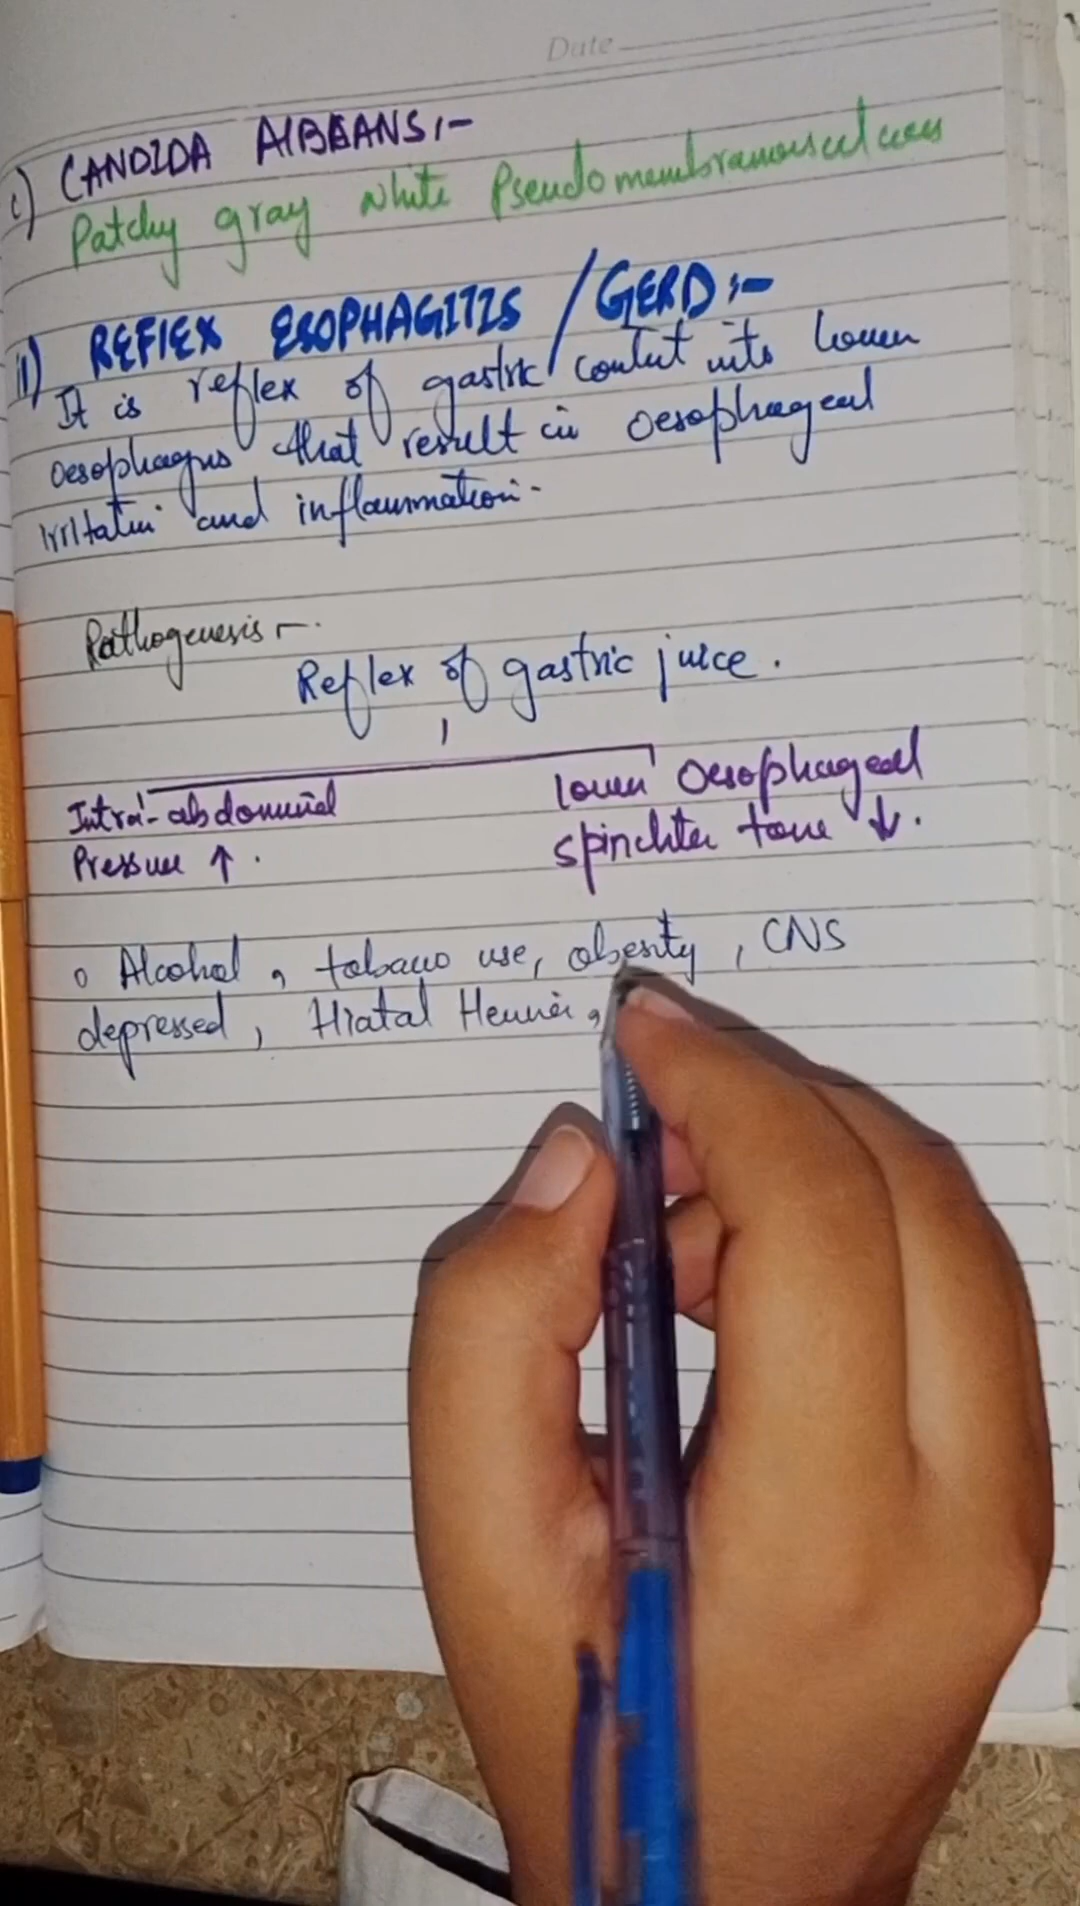 Date
c) CANDIDA AlBBANS:-
Patchy gray white Pseudomembranous
11) REFlEX ESOPHAGITIS / GERD:-
It is reflex of gastric content into lower
oesophagus that result in oesophageal
irritation and inflammation.
Pathogenesis -.
Reflex of gastric juice.
Intra-abdominal
Pressure ↑.
lower oesophageal
spinchter tone ↓.
o Alcohol, tobacco use, obesity, CNS
depressed, Hiatal Hernia,